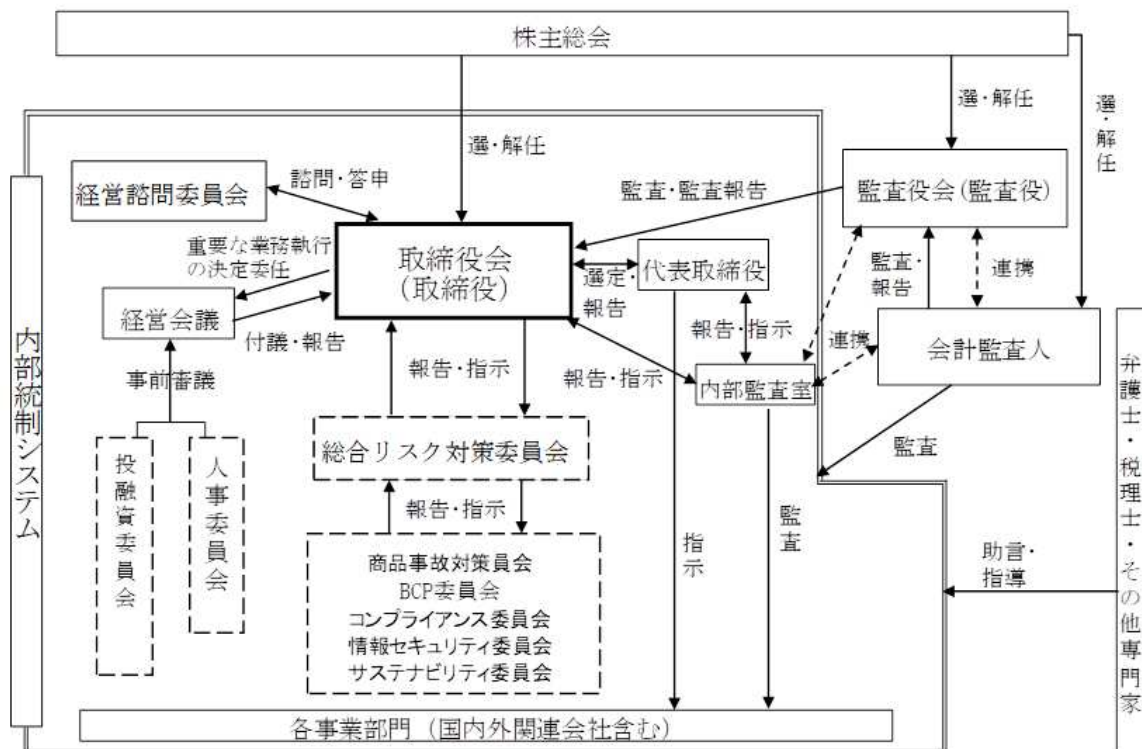 株主総会
選・解任
選・解任
選・解任
経営諮問委員会
諮問・答申
監査・監査報告
監査役会(監査役)
重要な業務執行
の決定委任
取締役会
(取締役)
選定・
報告
代表取締役
監査・
報告
連携
経営会議
付議・報告
報告・指示
連携
会計監査人
事前審議
報告・指示
報告・指示
内部監査室
内部統制システム
投融資委員会
人事委員会
総合リスク対策委員会
監査
報告・指示
商品事故対策員会
BCP委員会
コンプライアンス委員会
情報セキュリティ委員会
サステナビリティ委員会
指示
監査
助言・
指導
弁護士・税理士・その他専門家
各事業部門（国内外関連会社含む）